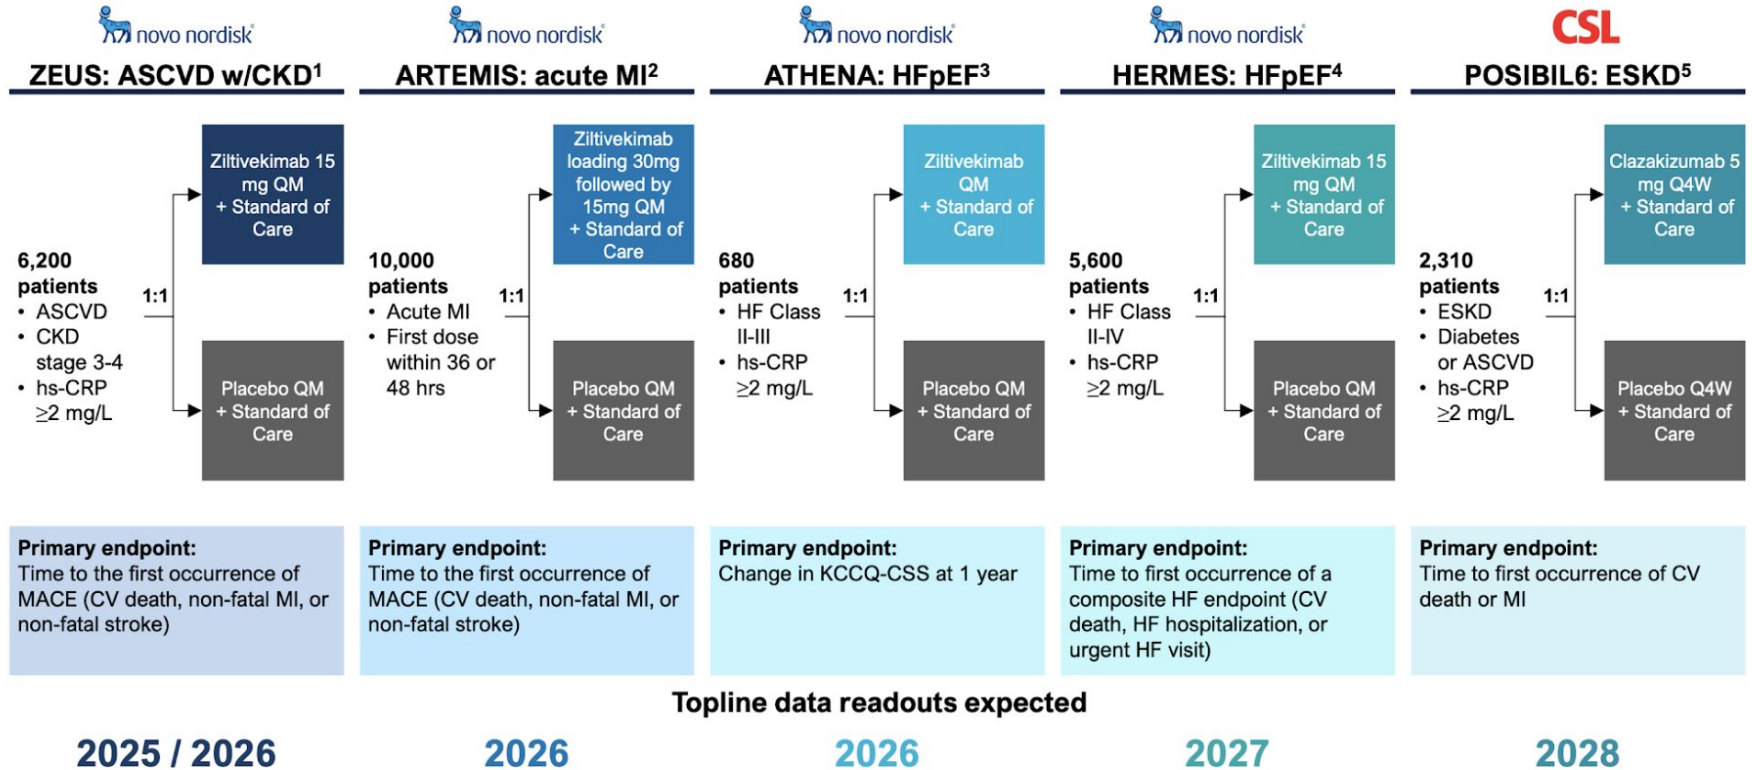 novo nordisk®
ZEUS: ASCVD w/CKD¹
6,200
patients
• ASCVD
• CKD
stage 3-4
• hs-CRP
≥2 mg/L
1:1
Ziltivekimab 15
mg QM
+ Standard of
Care
Placebo QM
+ Standard of
Care
Primary endpoint:
Time to the first occurrence of
MACE (CV death, non-fatal MI, or
non-fatal stroke)
novo nordisk®
ARTEMIS: acute MI²
10,000
patients
• Acute MI
• First dose
within 36 or
48 hrs
1:1
Ziltivekimab
loading 30mg
followed by
15mg QM
+ Standard of
Care
Placebo QM
+ Standard of
Care
Primary endpoint:
Time to the first occurrence of
MACE (CV death, non-fatal MI, or
non-fatal stroke)
novo nordisk®
ATHENA: HFpEF³
680
patients
• HF Class
II-III
• hs-CRP
≥2 mg/L
1:1
Ziltivekimab
QM
+ Standard of
Care
Placebo QM
+ Standard of
Care
Primary endpoint:
Change in KCCQ-CSS at 1 year
novo nordisk®
HERMES: HFpEF⁴
5,600
patients
• HF Class
II-IV
• hs-CRP
≥2 mg/L
1:1
Ziltivekimab 15
mg QM
+ Standard of
Care
Placebo QM
+ Standard of
Care
Primary endpoint:
Time to first occurrence of a
composite HF endpoint (CV
death, HF hospitalization, or
urgent HF visit)
CSL
POSIBIL6: ESKD⁵
2,310
patients
• ESKD
• Diabetes
or ASCVD
• hs-CRP
≥2 mg/L
1:1
Clazakizumab 5
mg Q4W
+ Standard of
Care
Placebo Q4W
+ Standard of
Care
Primary endpoint:
Time to first occurrence of CV
death or MI
Topline data readouts expected
2025 / 2026
2026
2026
2027
2028